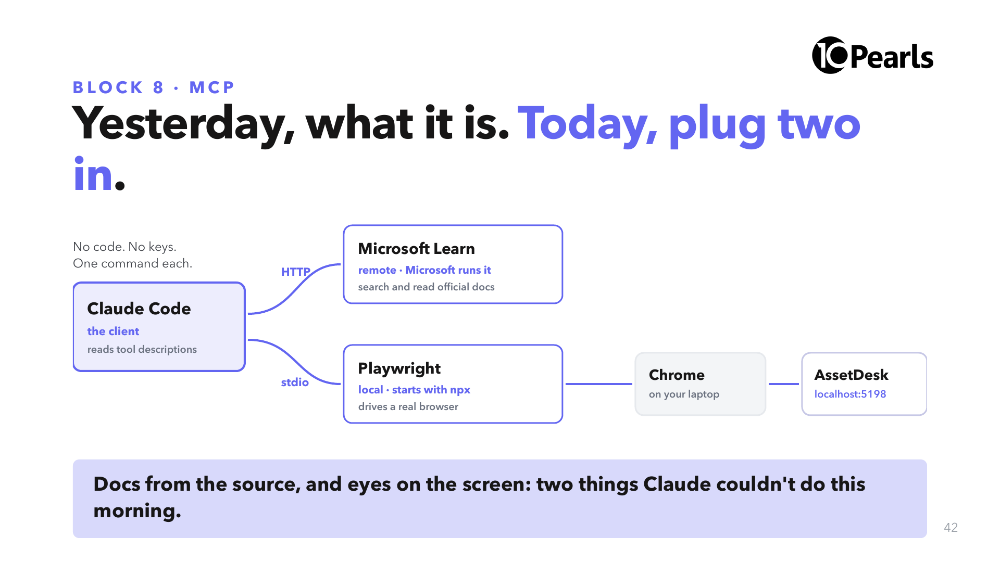 10Pearls
BLOCK 8 · MCP
Yesterday, what it is. Today, plug two
in.
No code. No keys.
One command each.
Claude Code
the client
reads tool descriptions
HTTP
stdio
Microsoft Learn
remote · Microsoft runs it
search and read official docs
Playwright
local · starts with npx
drives a real browser
Chrome
on your laptop
AssetDesk
localhost:5198
Docs from the source, and eyes on the screen: two things Claude couldn't do this
morning.
42